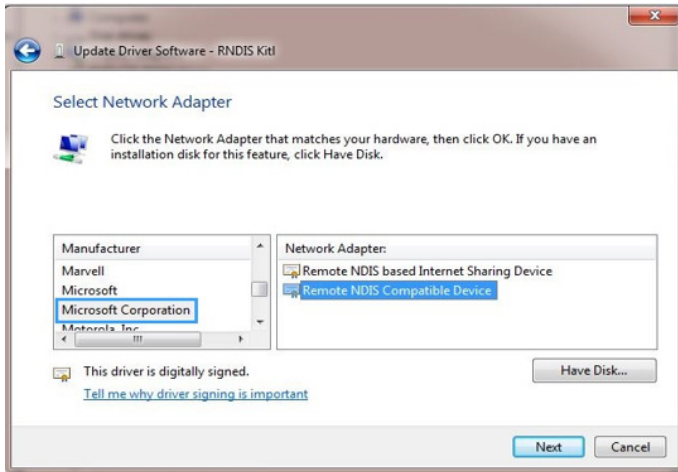 Update Driver Software - RNDIS Kitl
Select Network Adapter
Click the Network Adapter that matches your hardware, then click OK. If you have an
installation disk for this feature, click Have Disk.
Manufacturer
Marvell
Microsoft
Microsoft Corporation
Motorola, Inc.
Network Adapter:
Remote NDIS based Internet Sharing Device
Remote NDIS Compatible Device
This driver is digitally signed.
Tell me why driver signing is important
Have Disk...
Next
Cancel